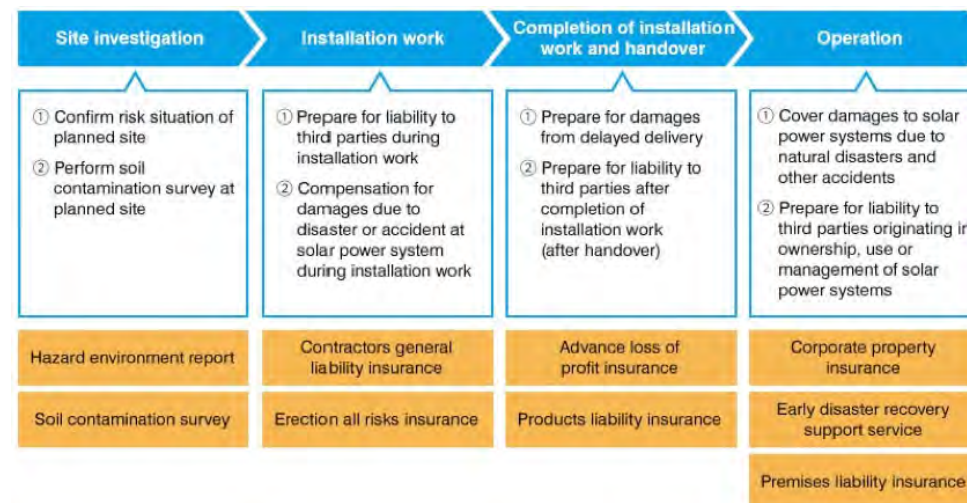 Site investigation
Installation work
Completion of installation
work and handover
Operation
① Confirm risk situation of
planned site
② Perform soil
contamination survey at
planned site
① Prepare for liability to
third parties during
installation work
② Compensation for
damages due to
disaster or accident at
solar power system
during installation work
① Prepare for damages
from delayed delivery
② Prepare for liability to
third parties after
completion of
installation work
(after handover)
① Cover damages to solar
power systems due to
natural disasters and
other accidents
② Prepare for liability to
third parties originating in
ownership, use or
management of solar
power systems
Hazard environment report
Contractors general
liability insurance
Advance loss of
profit insurance
Corporate property
insurance
Soil contamination survey
Erection all risks insurance
Products liability insurance
Early disaster recovery
support service
Premises liability insurance